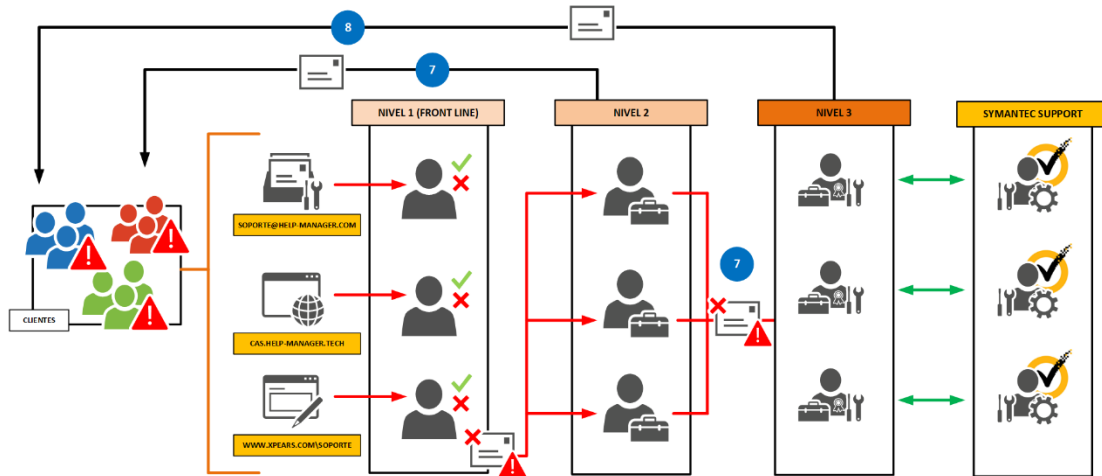 8
7
NIVEL 1 (FRONT LINE)
NIVEL 2
NIVEL 3
SYMANTEC SUPPORT
SOPORTE@HELP-MANAGER.COM
7
CLIENTES
CAS.HELP-MANAGER.TECH
WWW.XPEARS.COM\SOPORTE